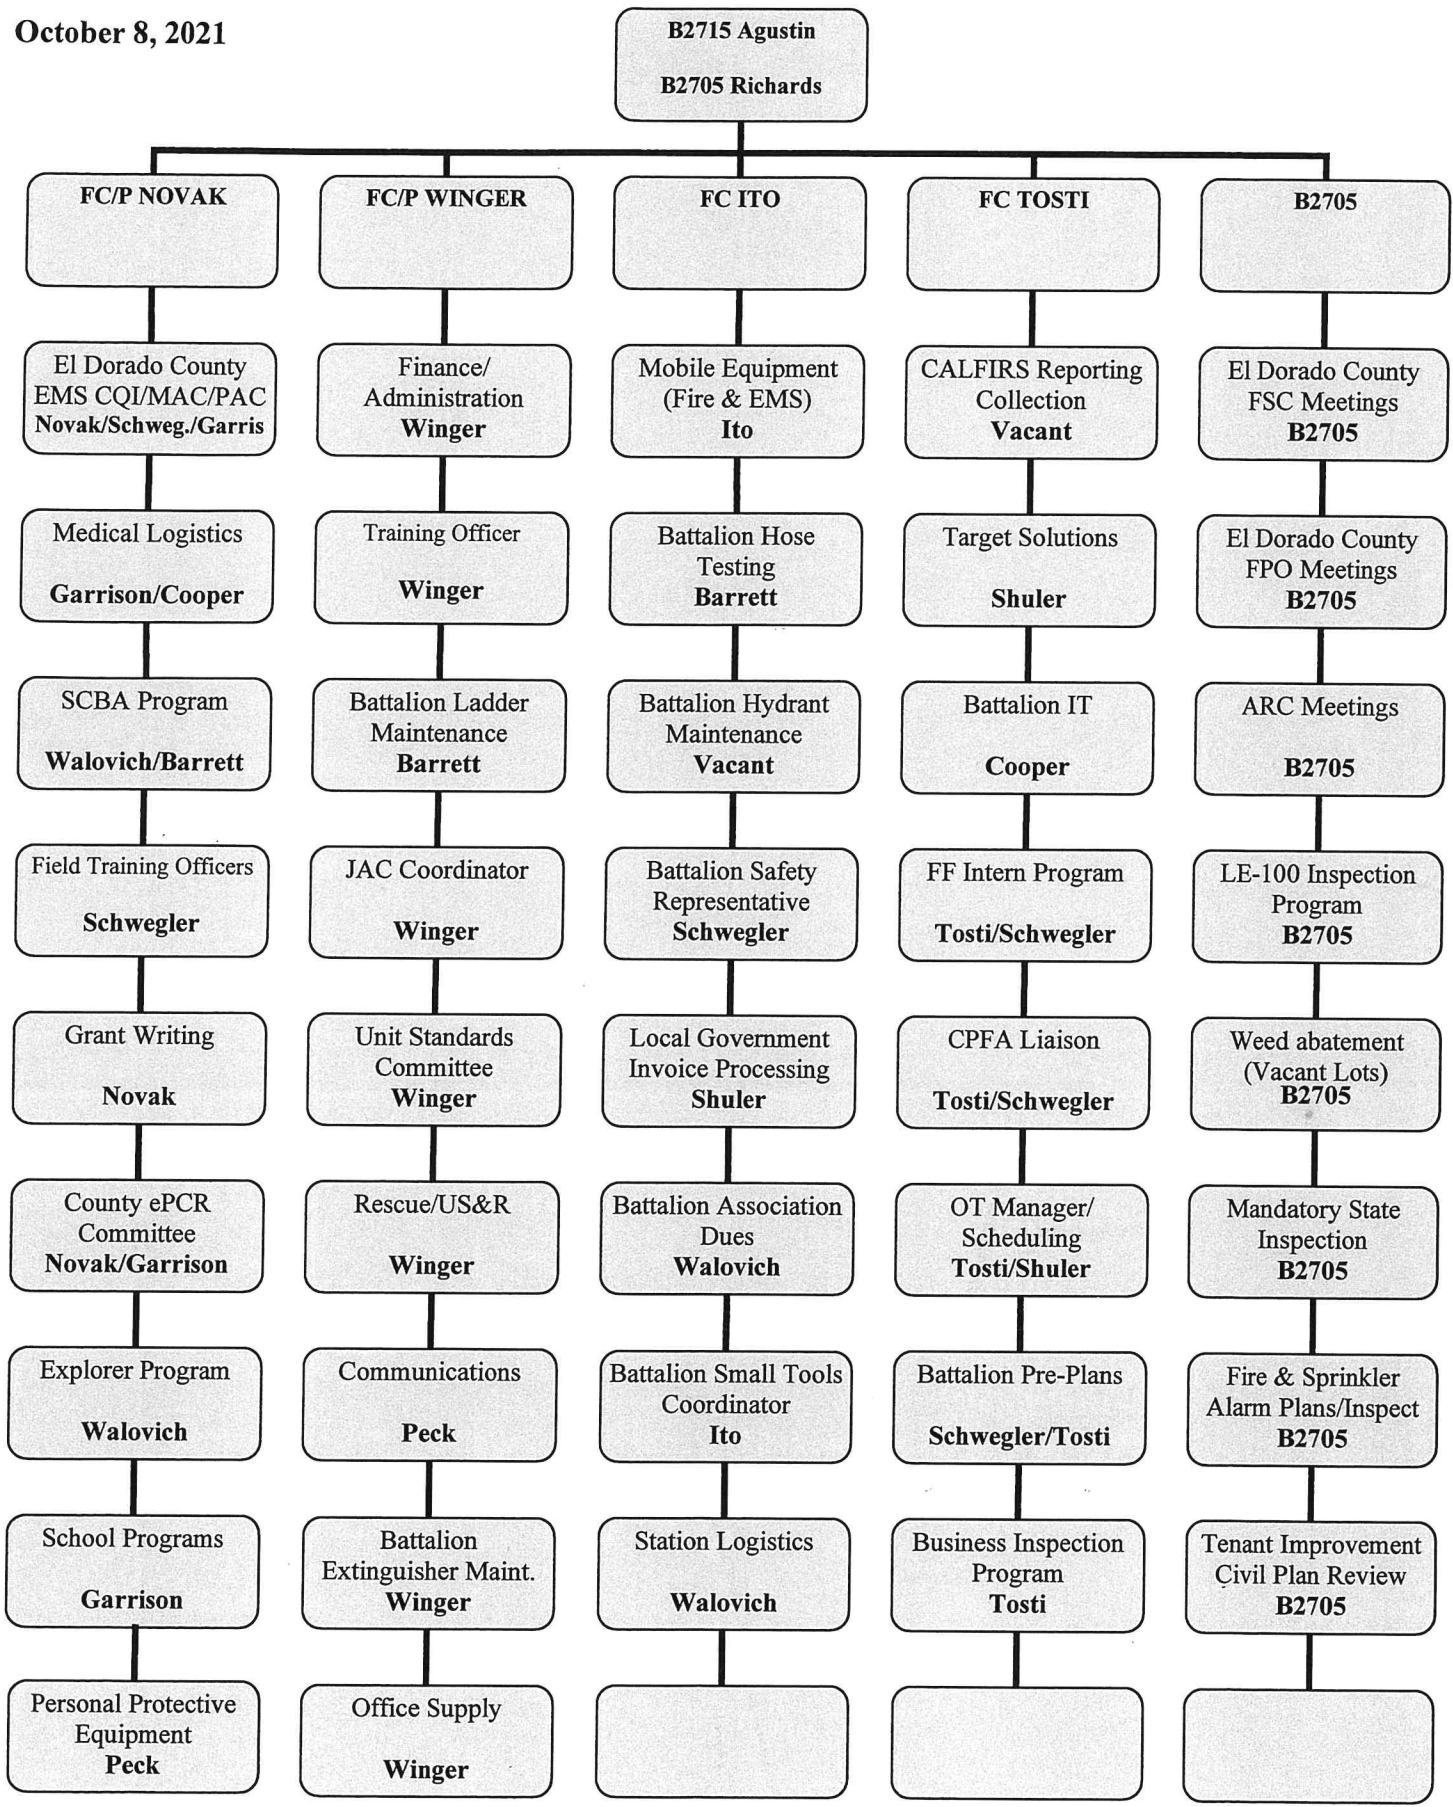 October 8, 2021
B2715 Agustin
B2705 Richards
FC/P NOVAK
El Dorado County
EMS CQI/MAC/PAC
Novak/Schweg./Garris
Medical Logistics
Garrison/Cooper
SCBA Program
Walovich/Barrett
Field Training Officers
Schwegler
Grant Writing
Novak
County ePCR
Committee
Novak/Garrison
Explorer Program
Walovich
School Programs
Garrison
Personal Protective
Equipment
Peck
FC/P WINGER
Finance/
Administration
Winger
Training Officer
Winger
Battalion Ladder
Maintenance
Barrett
JAC Coordinator
Winger
Unit Standards
Committee
Winger
Rescue/US&R
Winger
Communications
Peck
Battalion
Extinguisher Maint.
Winger
Office Supply
Winger
FC ITO
Mobile Equipment
(Fire & EMS)
Ito
Battalion Hose
Testing
Barrett
Battalion Hydrant
Maintenance
Vacant
Battalion Safety
Representative
Schwegler
Local Government
Invoice Processing
Shuler
Battalion Association
Dues
Walovich
Battalion Small Tools
Coordinator
Ito
Station Logistics
Walovich
FC TOSTI
CALFIRS Reporting
Collection
Vacant
Target Solutions
Shuler
Battalion IT
Cooper
FF Intern Program
Tosti/Schwegler
CPFA Liaison
Tosti/Schwegler
OT Manager/
Scheduling
Tosti/Shuler
Battalion Pre-Plans
Schwegler/Tosti
Business Inspection
Program
Tosti
B2705
El Dorado County
FSC Meetings
B2705
El Dorado County
FPO Meetings
B2705
ARC Meetings
B2705
LE-100 Inspection
Program
B2705
Weed abatement
(Vacant Lots)
B2705
Mandatory State
Inspection
B2705
Fire & Sprinkler
Alarm Plans/Inspect
B2705
Tenant Improvement
Civil Plan Review
B2705